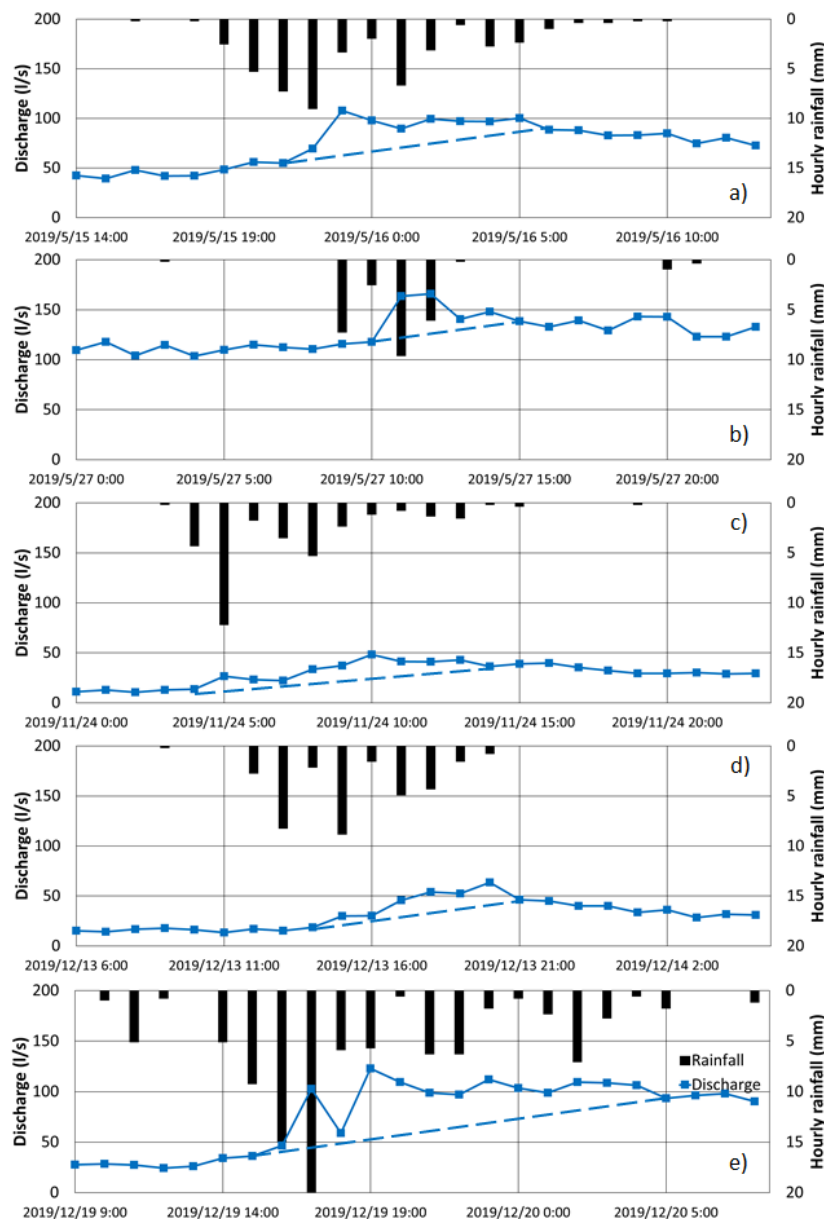 200 0
150 5
100 10
50 15
0 20
Discharge (l/s)
Hourly rainfall (mm)
a)
2019/5/15 14:00 2019/5/15 19:00 2019/5/16 0:00 2019/5/16 5:00 2019/5/16 10:00
200 0
150 5
100 10
50 15
0 20
Discharge (l/s)
Hourly rainfall (mm)
b)
2019/5/27 0:00 2019/5/27 5:00 2019/5/27 10:00 2019/5/27 15:00 2019/5/27 20:00
200 0
150 5
100 10
50 15
0 20
Discharge (l/s)
Hourly rainfall (mm)
c)
2019/11/24 0:00 2019/11/24 5:00 2019/11/24 10:00 2019/11/24 15:00 2019/11/24 20:00
200 0
150 5
100 10
50 15
0 20
Discharge (l/s)
Hourly rainfall (mm)
d)
2019/12/13 6:00 2019/12/13 11:00 2019/12/13 16:00 2019/12/13 21:00 2019/12/14 2:00
200 0
150 5
100 10
50 15
0 20
Discharge (l/s)
Hourly rainfall (mm)
Rainfall
Discharge
e)
2019/12/19 9:00 2019/12/19 14:00 2019/12/19 19:00 2019/12/20 0:00 2019/12/20 5:00